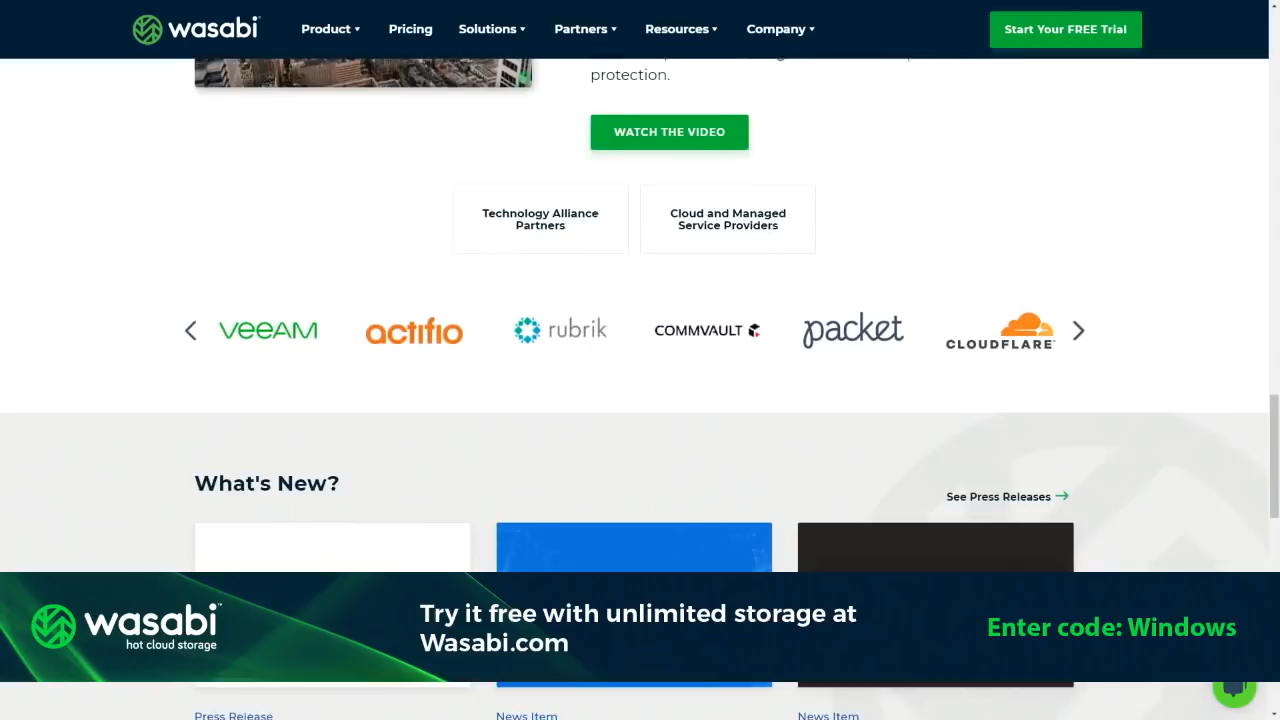 wasabi
Product
Pricing
Solutions
Partners
Resources
Company
Start Your FREE Trial
protection.
WATCH THE VIDEO
Technology Alliance
Partners
Cloud and Managed
Service Providers
veeam
actifio
rubrik
COMMVAULT
packet
CLOUDFLARE
What's New?
See Press Releases
wasabi™
hot cloud storage
Try it free with unlimited storage at
Wasabi.com
Enter code: Windows
Press Release
News Item
News Item